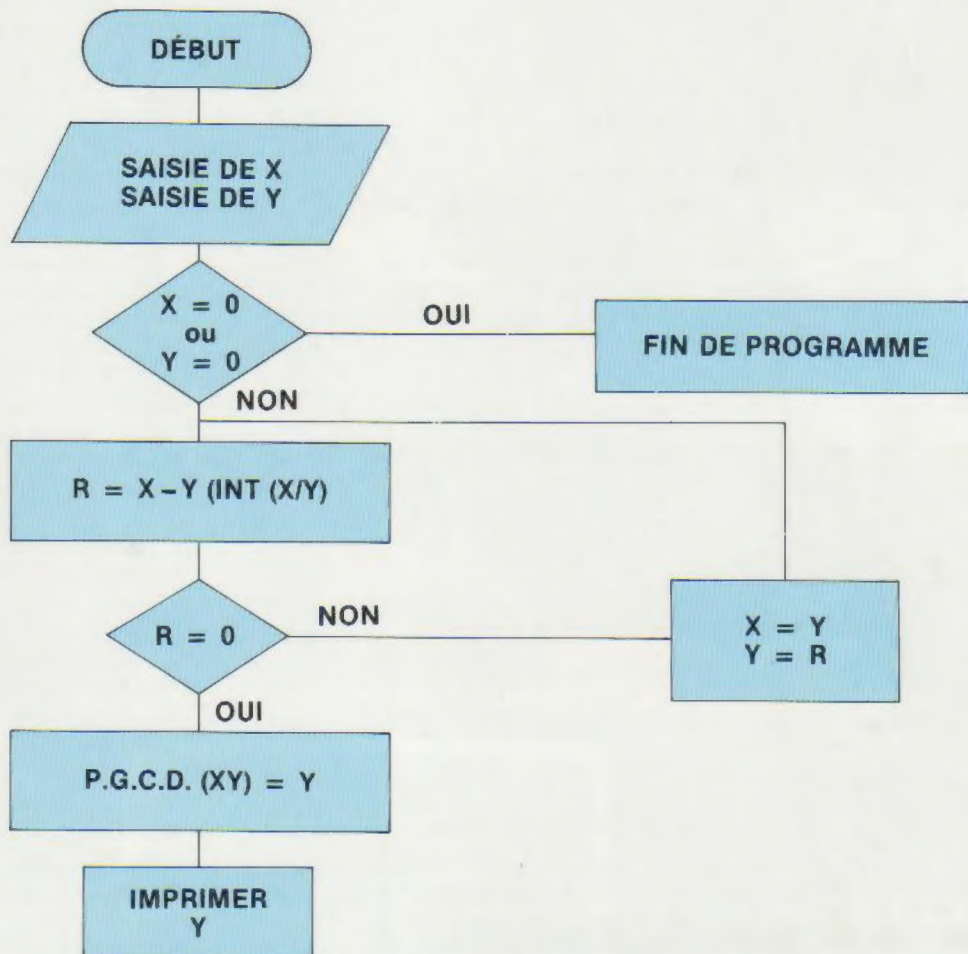 DÉBUT
SAISIE DE X
SAISIE DE Y
X = 0
ou
Y = 0
OUI
FIN DE PROGRAMME
NON
R = X – Y (INT (X/Y)
R = 0
NON
X = Y
Y = R
OUI
P.G.C.D. (XY) = Y
IMPRIMER
Y